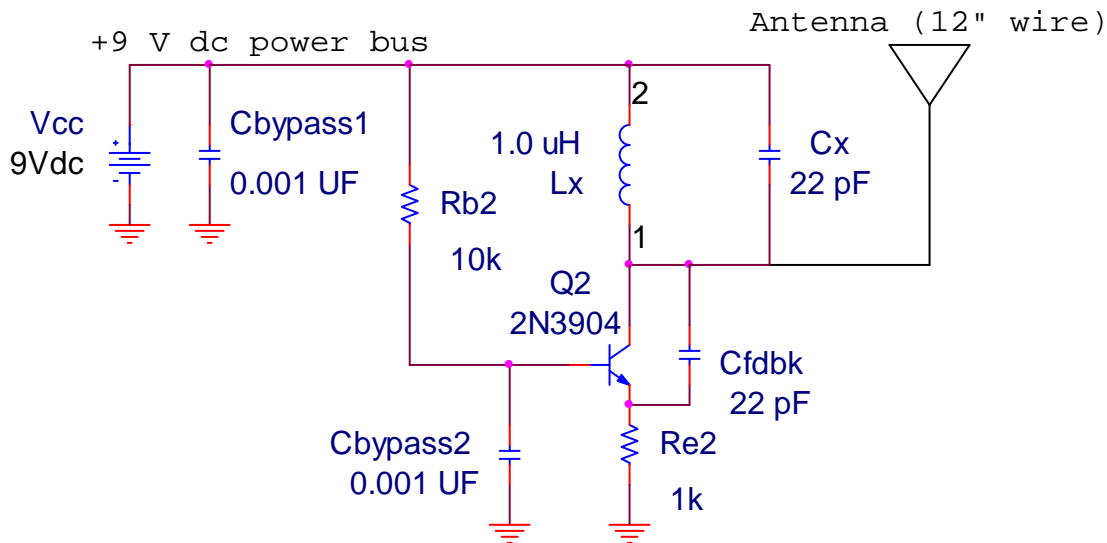 Antenna (12" wire)
+9 V dc power bus
Vcc
9Vdc
+
-
Cbypass1
0.001 UF
Rb2
10k
2
1.0 uH
Lx
1
Cx
22 pF
Q2
2N3904
Cfdbk
22 pF
Cbypass2
0.001 UF
Re2
1k